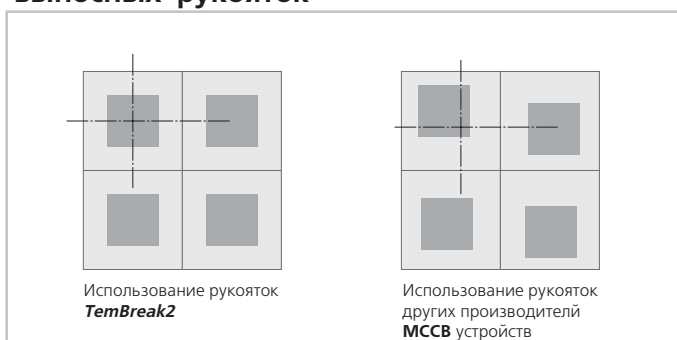 выносных рукояток
Использование рукояток
TemBreak2
Использование рукояток
других производителей
MCCB устройств